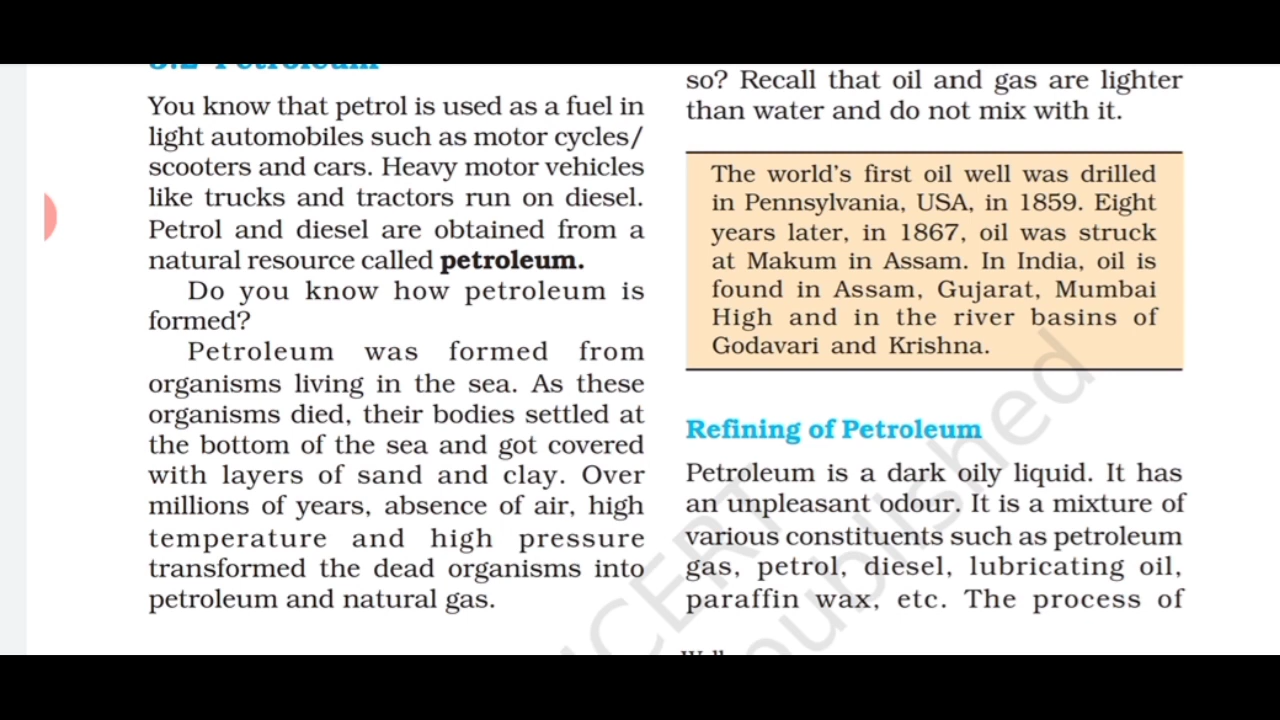 3.2 Petroleum
You know that petrol is used as a fuel in
light automobiles such as motor cycles/
scooters and cars. Heavy motor vehicles
like trucks and tractors run on diesel.
Petrol and diesel are obtained from a
natural resource called petroleum.
Do you know how petroleum is
formed?
Petroleum was formed from
organisms living in the sea. As these
organisms died, their bodies settled at
the bottom of the sea and got covered
with layers of sand and clay. Over
millions of years, absence of air, high
temperature and high pressure
transformed the dead organisms into
petroleum and natural gas.
so? Recall that oil and gas are lighter
than water and do not mix with it.
The world's first oil well was drilled
in Pennsylvania, USA, in 1859. Eight
years later, in 1867, oil was struck
at Makum in Assam. In India, oil is
found in Assam, Gujarat, Mumbai
High and in the river basins of
Godavari and Krishna.
Refining of Petroleum
Petroleum is a dark oily liquid. It has
an unpleasant odour. It is a mixture of
various constituents such as petroleum
gas, petrol, diesel, lubricating oil,
paraffin wax, etc. The process of